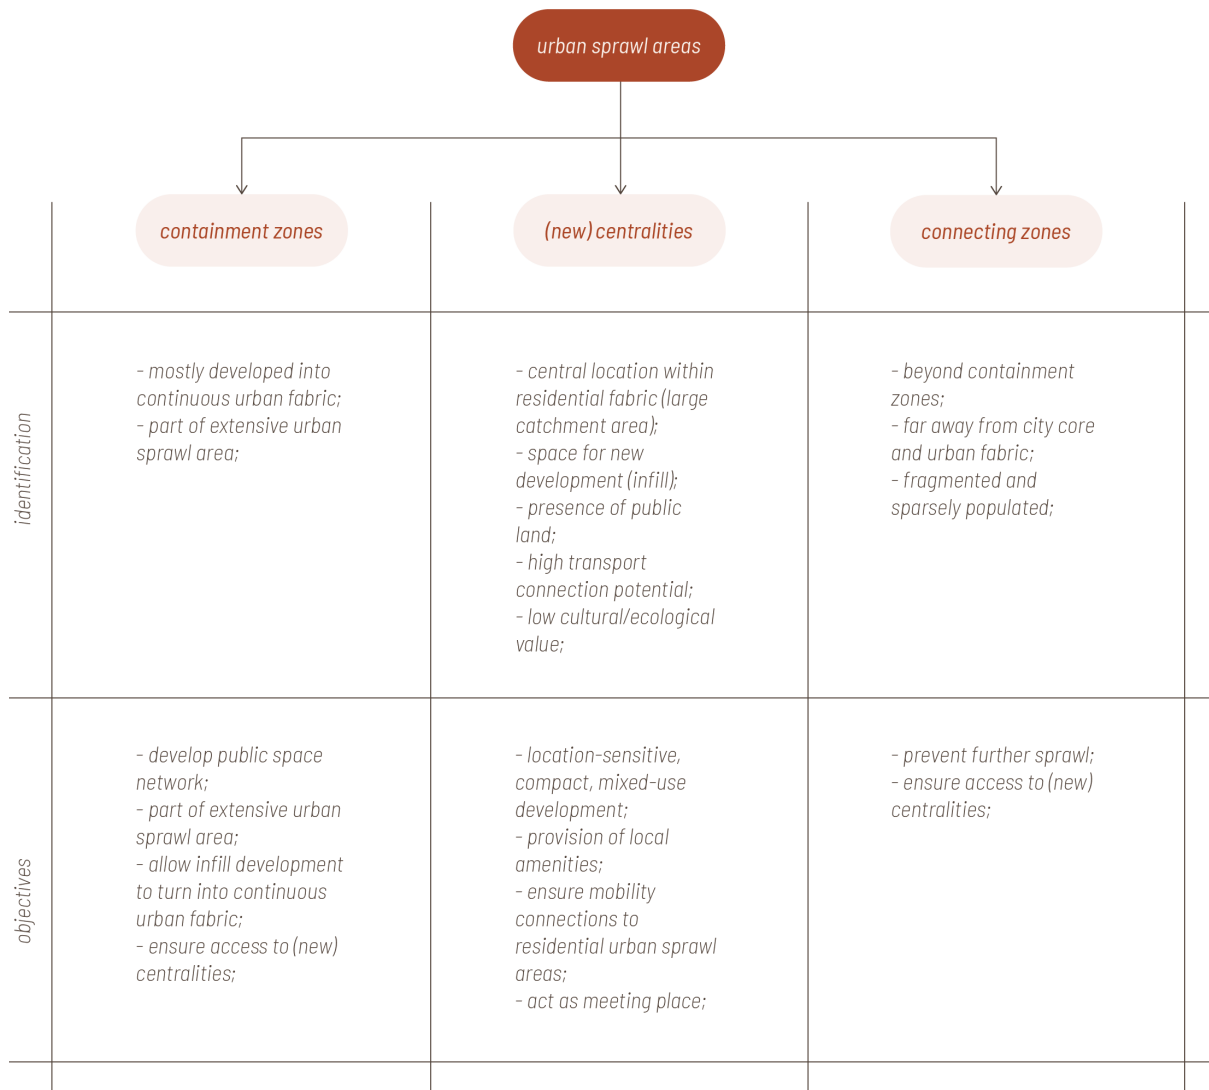 urban sprawl areas
containment zones
(new) centralities
connecting zones
identification
- mostly developed into
continuous urban fabric;
- part of extensive urban
sprawl area;
- central location within
residential fabric (large
catchment area);
- space for new
development (infill);
- presence of public
land;
- high transport
connection potential;
- low cultural/ecological
value;
- beyond containment
zones;
- far away from city core
and urban fabric;
- fragmented and
sparsely populated;
objectives
- develop public space
network;
- part of extensive urban
sprawl area;
- allow infill development
to turn into continuous
urban fabric;
- ensure access to (new)
centralities;
- location-sensitive,
compact, mixed-use
development;
- provision of local
amenities;
- ensure mobility
connections to
residential urban sprawl
areas;
- act as meeting place;
- prevent further sprawl;
- ensure access to (new)
centralities;